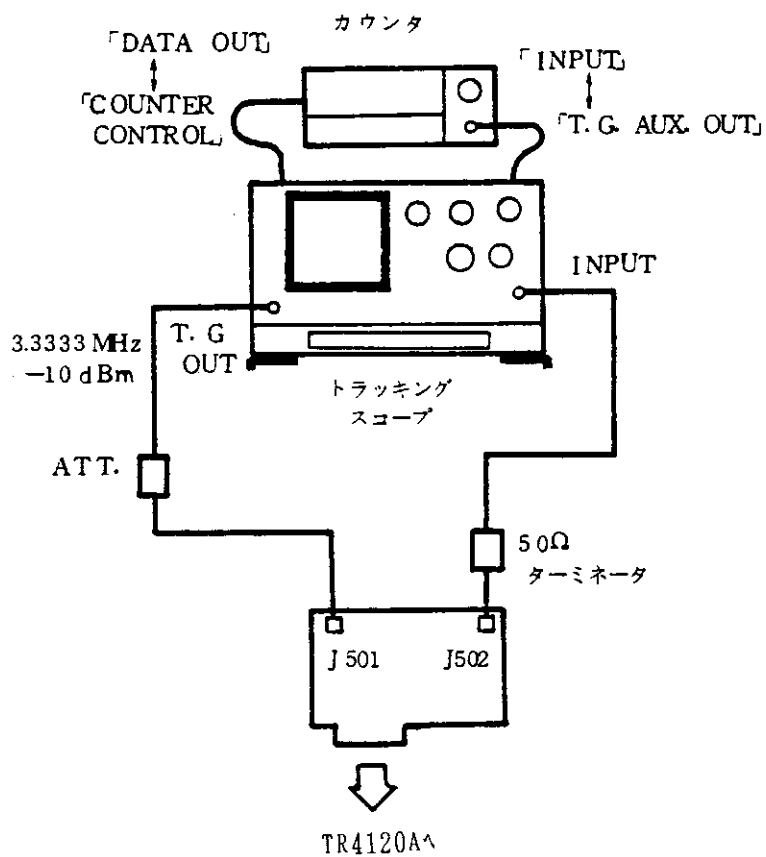 カウンタ
「DATA OUT」
「COUNTER
CONTROL」
「INPUT」
「T.G. AUX. OUT」
INPUT
T. G
OUT
3.3333 MHz
−10 dBm
トラッキング
スコープ
ATT.
50Ω
ターミネータ
J501
J502
TR4120Aへ